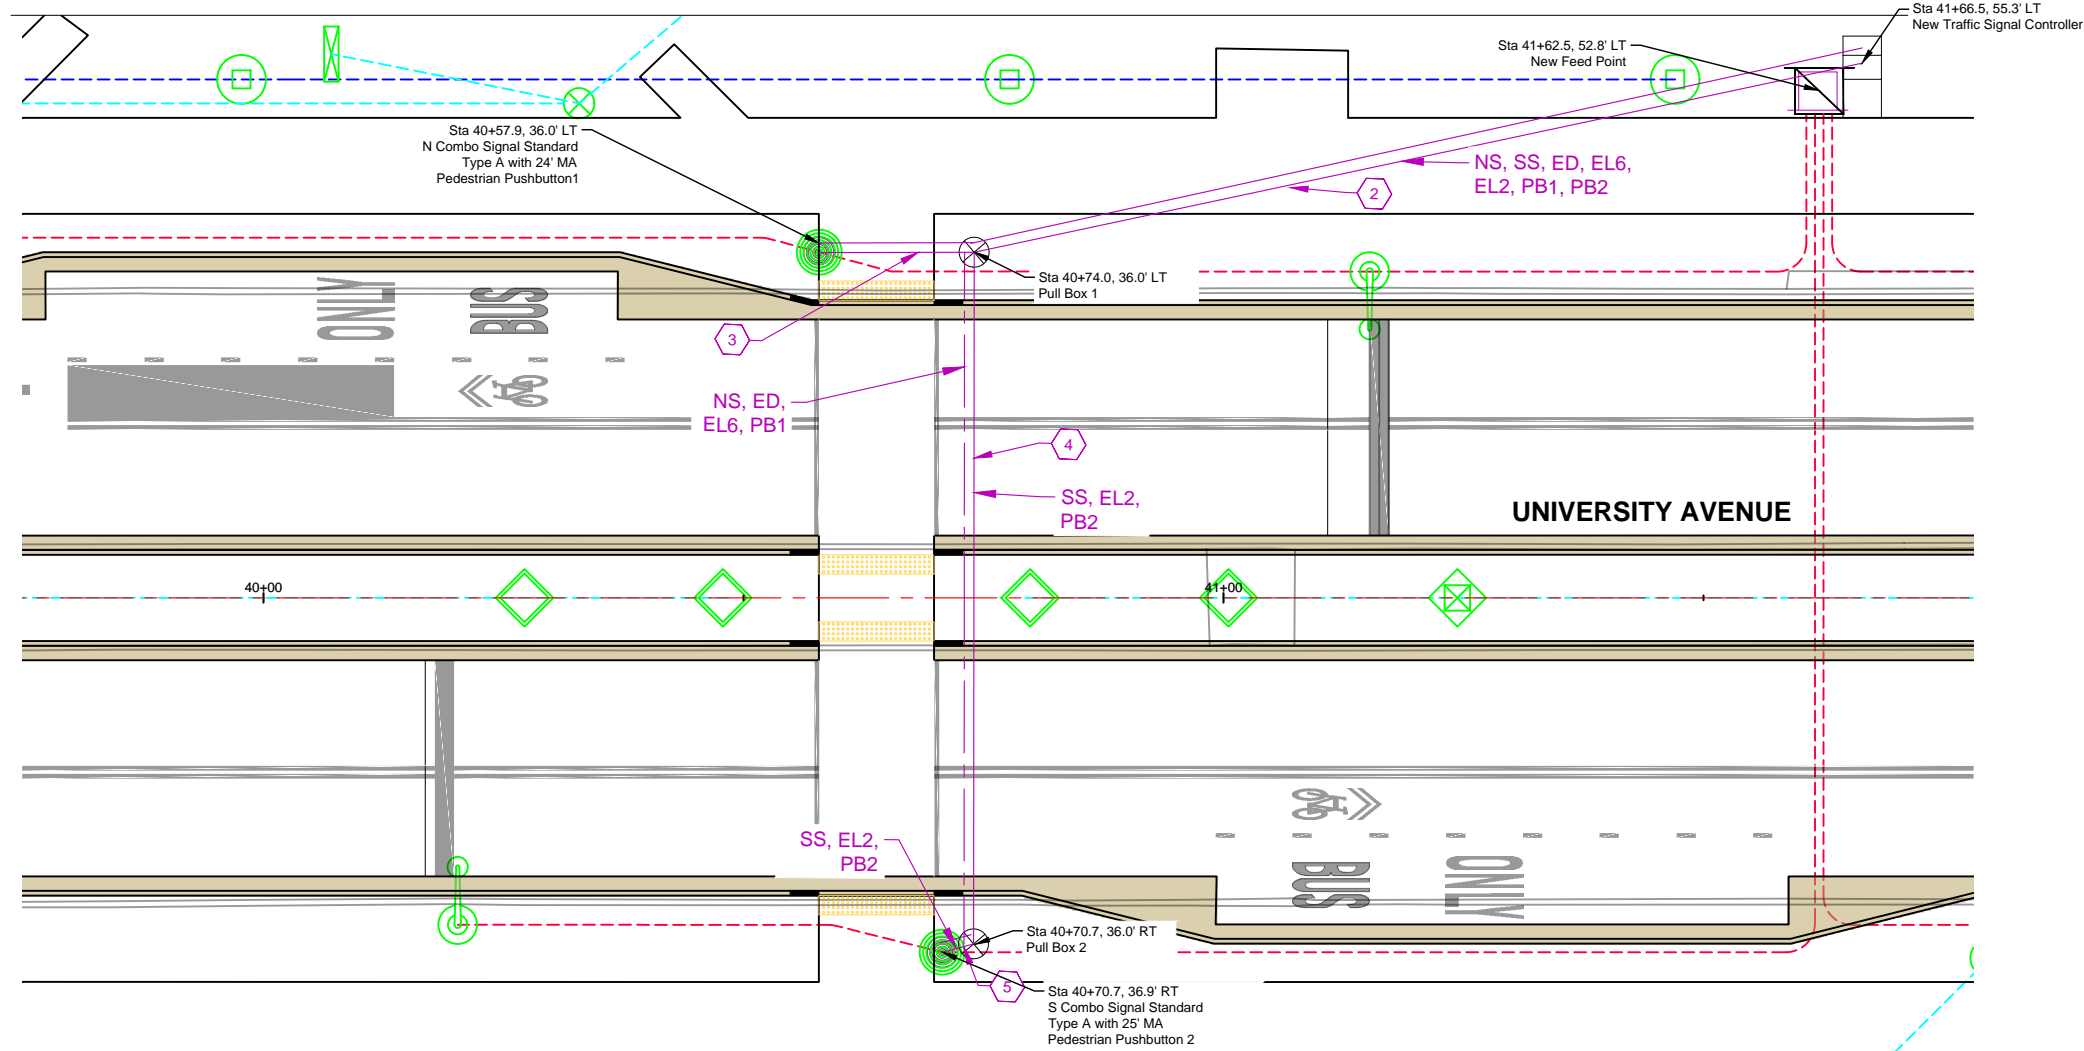 Sta 41+66.5, 55.3' LT
New Traffic Signal Controller
Sta 41+62.5, 52.8' LT
New Feed Point
Sta 40+57.9, 36.0' LT
N Combo Signal Standard
Type A with 24' MA
Pedestrian Pushbutton1
NS, SS, ED, EL6,
EL2, PB1, PB2
2
Sta 40+74.0, 36.0' LT
Pull Box 1
ONLY
BUS
3
NS, ED,
EL6, PB1
4
SS, EL2,
PB2
UNIVERSITY AVENUE
40+00
41+00
SS, EL2,
PB2
BUS
ONLY
Sta 40+70.7, 36.0' RT
Pull Box 2
5
Sta 40+70.7, 36.9' RT
S Combo Signal Standard
Type A with 25' MA
Pedestrian Pushbutton 2